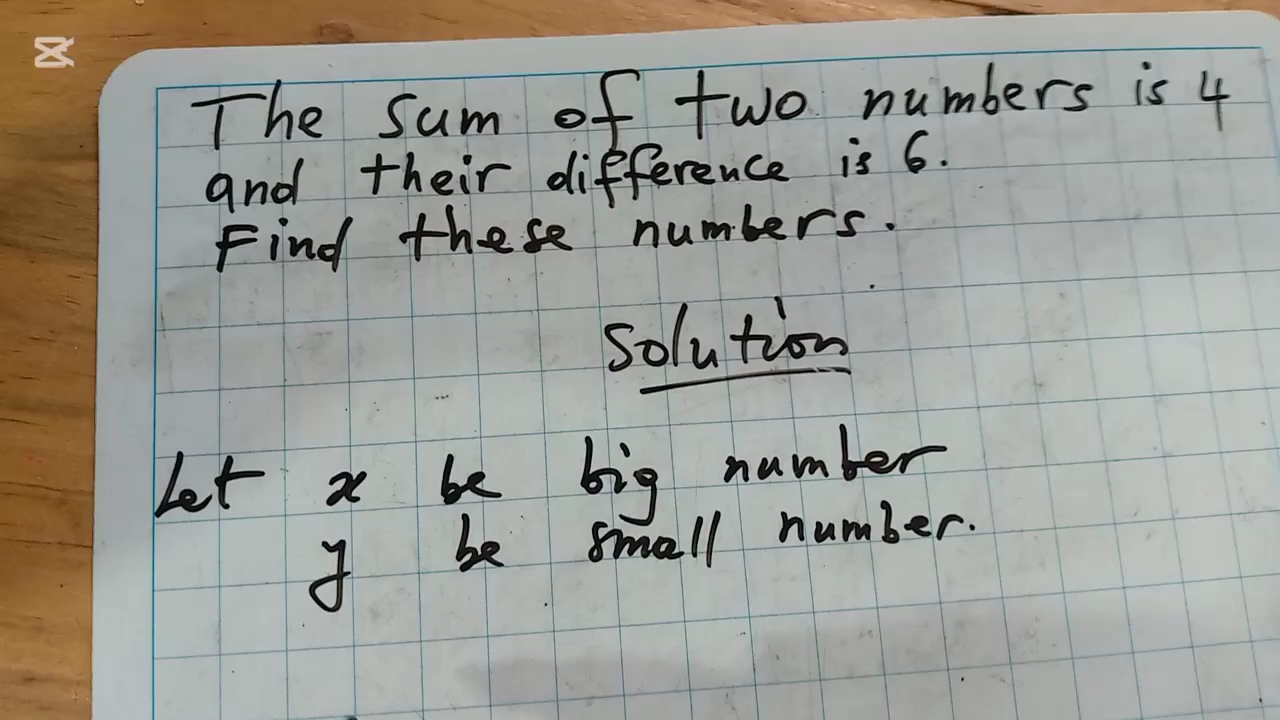 The sum of two numbers is 4
and their difference is 6.
Find these numbers.
Solution
Let x be big number
y be small number.